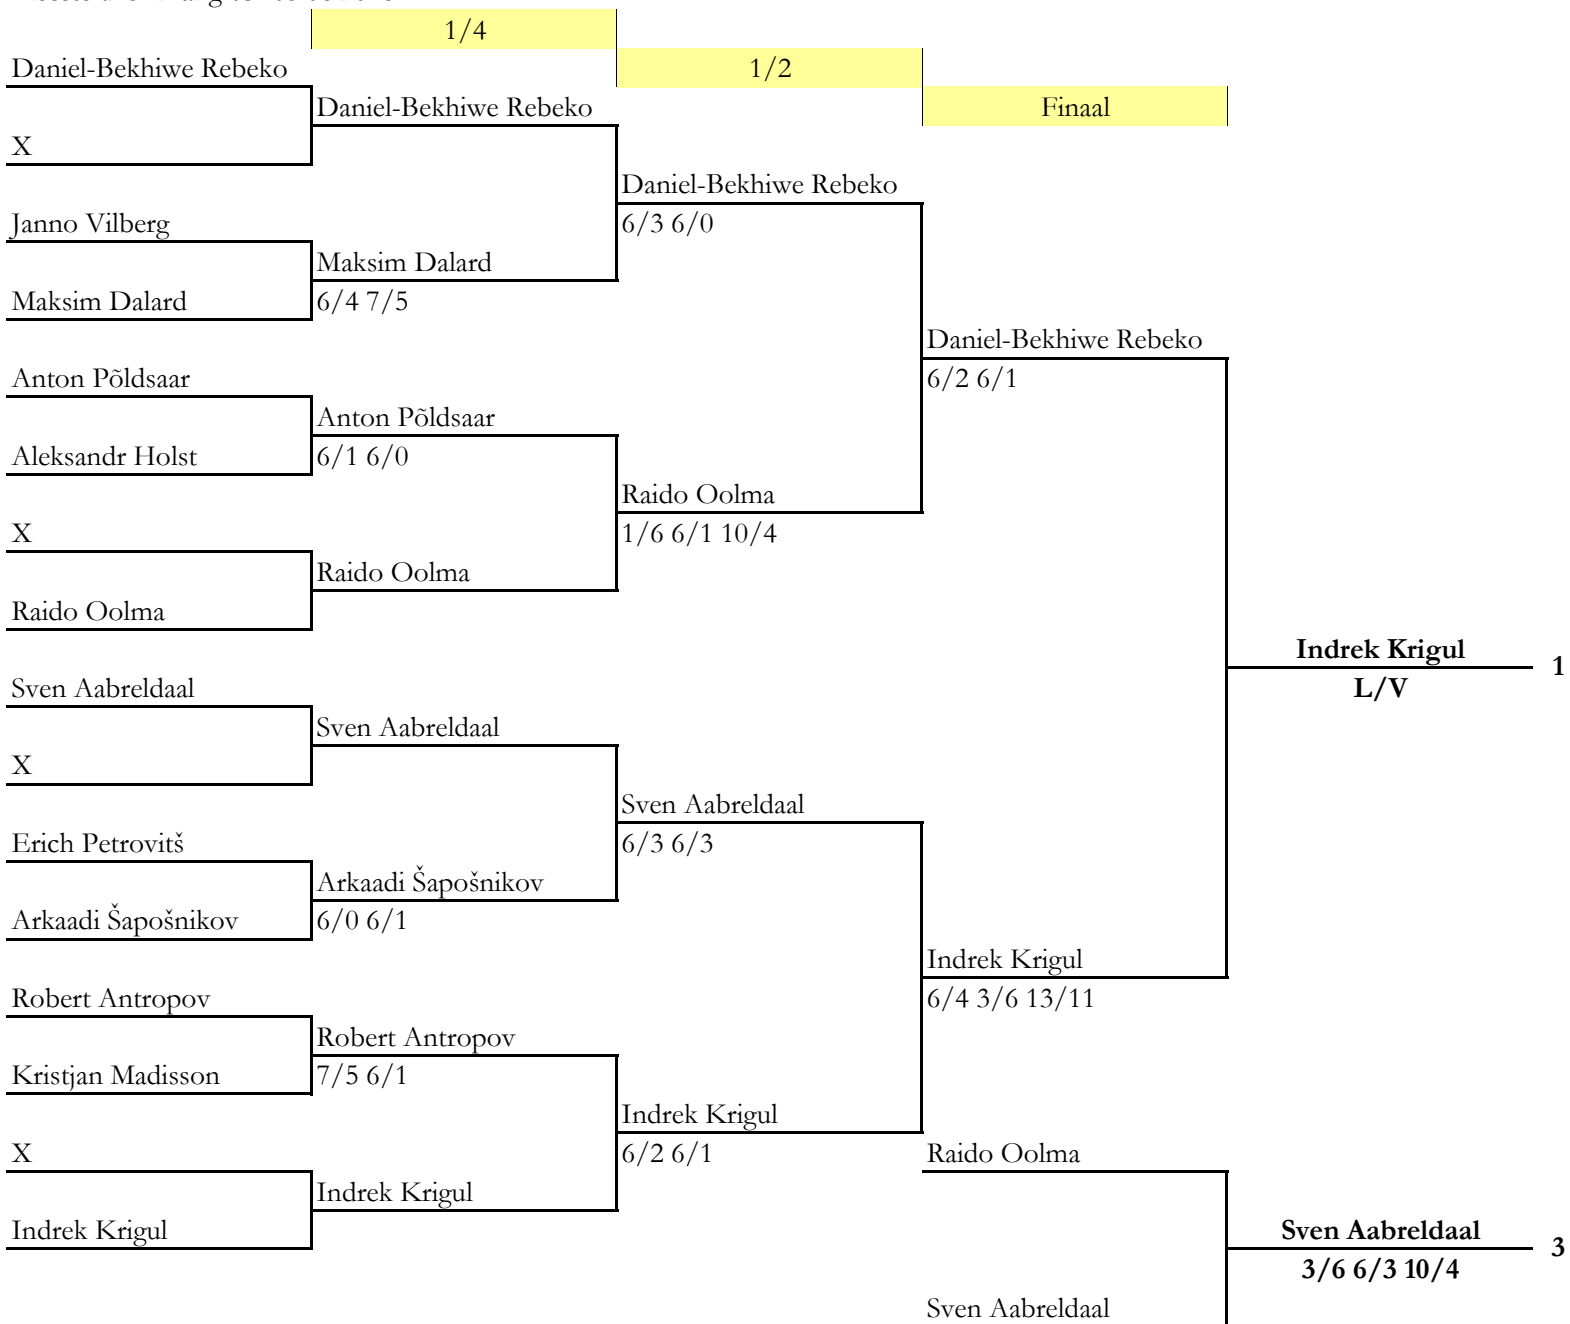 1/4
Daniel-Bekhiwe Rebeko
1/2
Daniel-Bekhiwe Rebeko
Finaal
X
Daniel-Bekhiwe Rebeko
Janno Vilberg
6/3 6/0
Maksim Dalard
Maksim Dalard
6/4 7/5
Daniel-Bekhiwe Rebeko
Anton Põldsaar
6/2 6/1
Anton Põldsaar
Aleksandr Holst
6/1 6/0
Raido Oolma
X
1/6 6/1 10/4
Raido Oolma
Raido Oolma
Indrek Krigul
1
Sven Aabreldaal
L/V
Sven Aabreldaal
X
Sven Aabreldaal
Erich Petrovitš
6/3 6/3
Arkaadi Šapošnikov
Arkaadi Šapošnikov
6/0 6/1
Indrek Krigul
Robert Antropov
6/4 3/6 13/11
Robert Antropov
Kristjan Madisson
7/5 6/1
Indrek Krigul
X
6/2 6/1
Raido Oolma
Indrek Krigul
Indrek Krigul
Sven Aabreldaal
3
3/6 6/3 10/4
Sven Aabreldaal